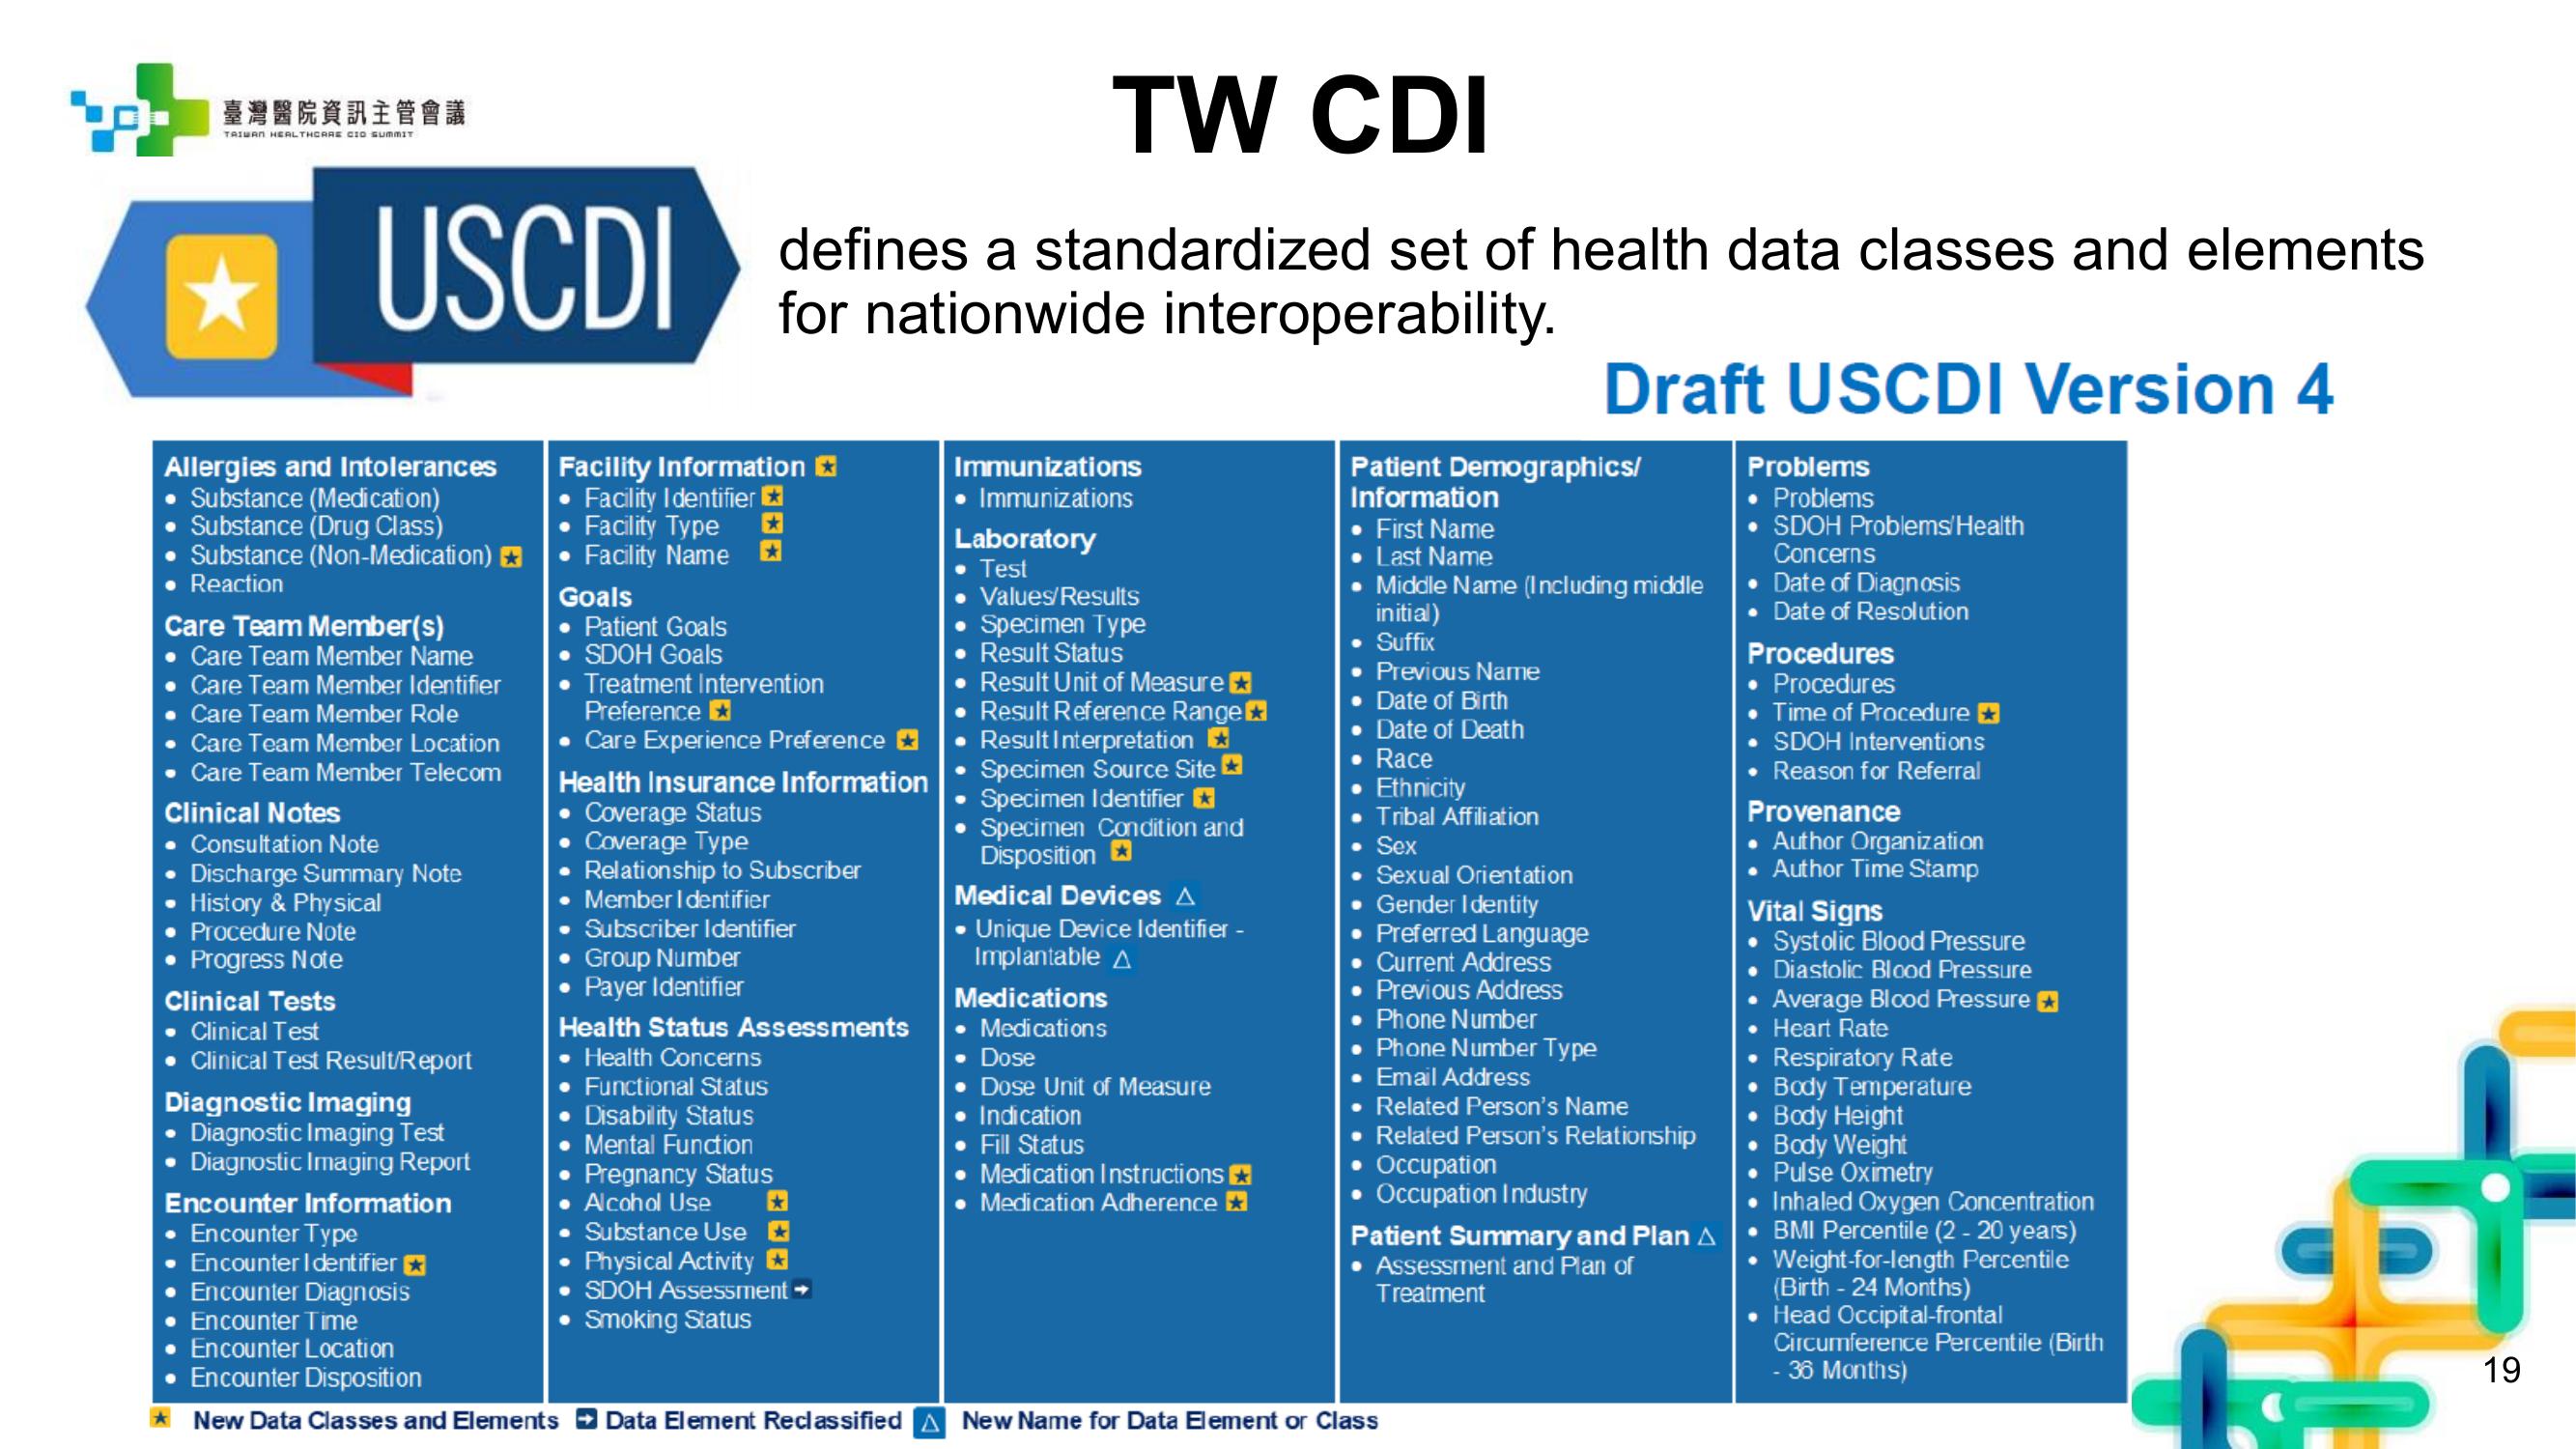 臺灣醫院資訊主管會議
TAIWAN HEALTHCARE CIO SUMMIT
TW CDI
USCDI
defines a standardized set of health data classes and elements
for nationwide interoperability.
Draft USCDI Version 4
Allergies and Intolerances
• Substance (Medication)
• Substance (Drug Class)
• Substance (Non-Medication)
• Reaction
Care Team Member(s)
• Care Team Member Name
• Care Team Member Identifier
• Care Team Member Role
• Care Team Member Location
• Care Team Member Telecom
Clinical Notes
• Consultation Note
• Discharge Summary Note
• History & Physical
• Procedure Note
• Progress Note
Clinical Tests
• Clinical Test
• Clinical Test Result/Report
Diagnostic Imaging
• Diagnostic Imaging Test
• Diagnostic Imaging Report
Encounter Information
• Encounter Type
• Encounter Identifier
• Encounter Diagnosis
• Encounter Time
• Encounter Location
• Encounter Disposition
Facility Information
• Facility Identifier
• Facility Type
• Facility Name
Goals
• Patient Goals
• SDOH Goals
• Treatment Intervention
Preference
• Care Experience Preference
Health Insurance Information
• Coverage Status
• Coverage Type
• Relationship to Subscriber
• Member Identifier
• Subscriber Identifier
• Group Number
• Payer Identifier
Health Status Assessments
• Health Concerns
• Functional Status
• Disability Status
• Mental Function
• Pregnancy Status
• Alcohol Use
• Substance Use
• Physical Activity
• SDOH Assessment
• Smoking Status
Immunizations
• Immunizations
Laboratory
• Test
• Values/Results
• Specimen Type
• Result Status
• Result Unit of Measure
• Result Reference Range
• Result Interpretation
• Specimen Source Site
• Specimen Identifier
• Specimen Condition and
Disposition
Medical Devices
• Unique Device Identifier -
Implantable
Medications
• Medications
• Dose
• Dose Unit of Measure
• Indication
• Fill Status
• Medication Instructions
• Medication Adherence
Patient Demographics/
Information
• First Name
• Last Name
• Middle Name (Including middle
initial)
• Suffix
• Previous Name
• Date of Birth
• Date of Death
• Race
• Ethnicity
• Tribal Affiliation
• Sex
• Sexual Orientation
• Gender Identity
• Preferred Language
• Current Address
• Previous Address
• Phone Number
• Phone Number Type
• Email Address
• Related Person’s Name
• Related Person’s Relationship
• Occupation
• Occupation Industry
Patient Summary and Plan
• Assessment and Plan of
Treatment
Problems
• Problems
• SDOH Problems/Health
Concerns
• Date of Diagnosis
• Date of Resolution
Procedures
• Procedures
• Time of Procedure
• SDOH Interventions
• Reason for Referral
Provenance
• Author Organization
• Author Time Stamp
Vital Signs
• Systolic Blood Pressure
• Diastolic Blood Pressure
• Average Blood Pressure
• Heart Rate
• Respiratory Rate
• Body Temperature
• Body Height
• Body Weight
• Pulse Oximetry
• Inhaled Oxygen Concentration
• BMI Percentile (2 - 20 years)
• Weight-for-length Percentile
(Birth - 24 Months)
• Head Occipital-frontal
Circumference Percentile (Birth
- 36 Months)
New Data Classes and Elements Data Element Reclassified New Name for Data Element or Class
19